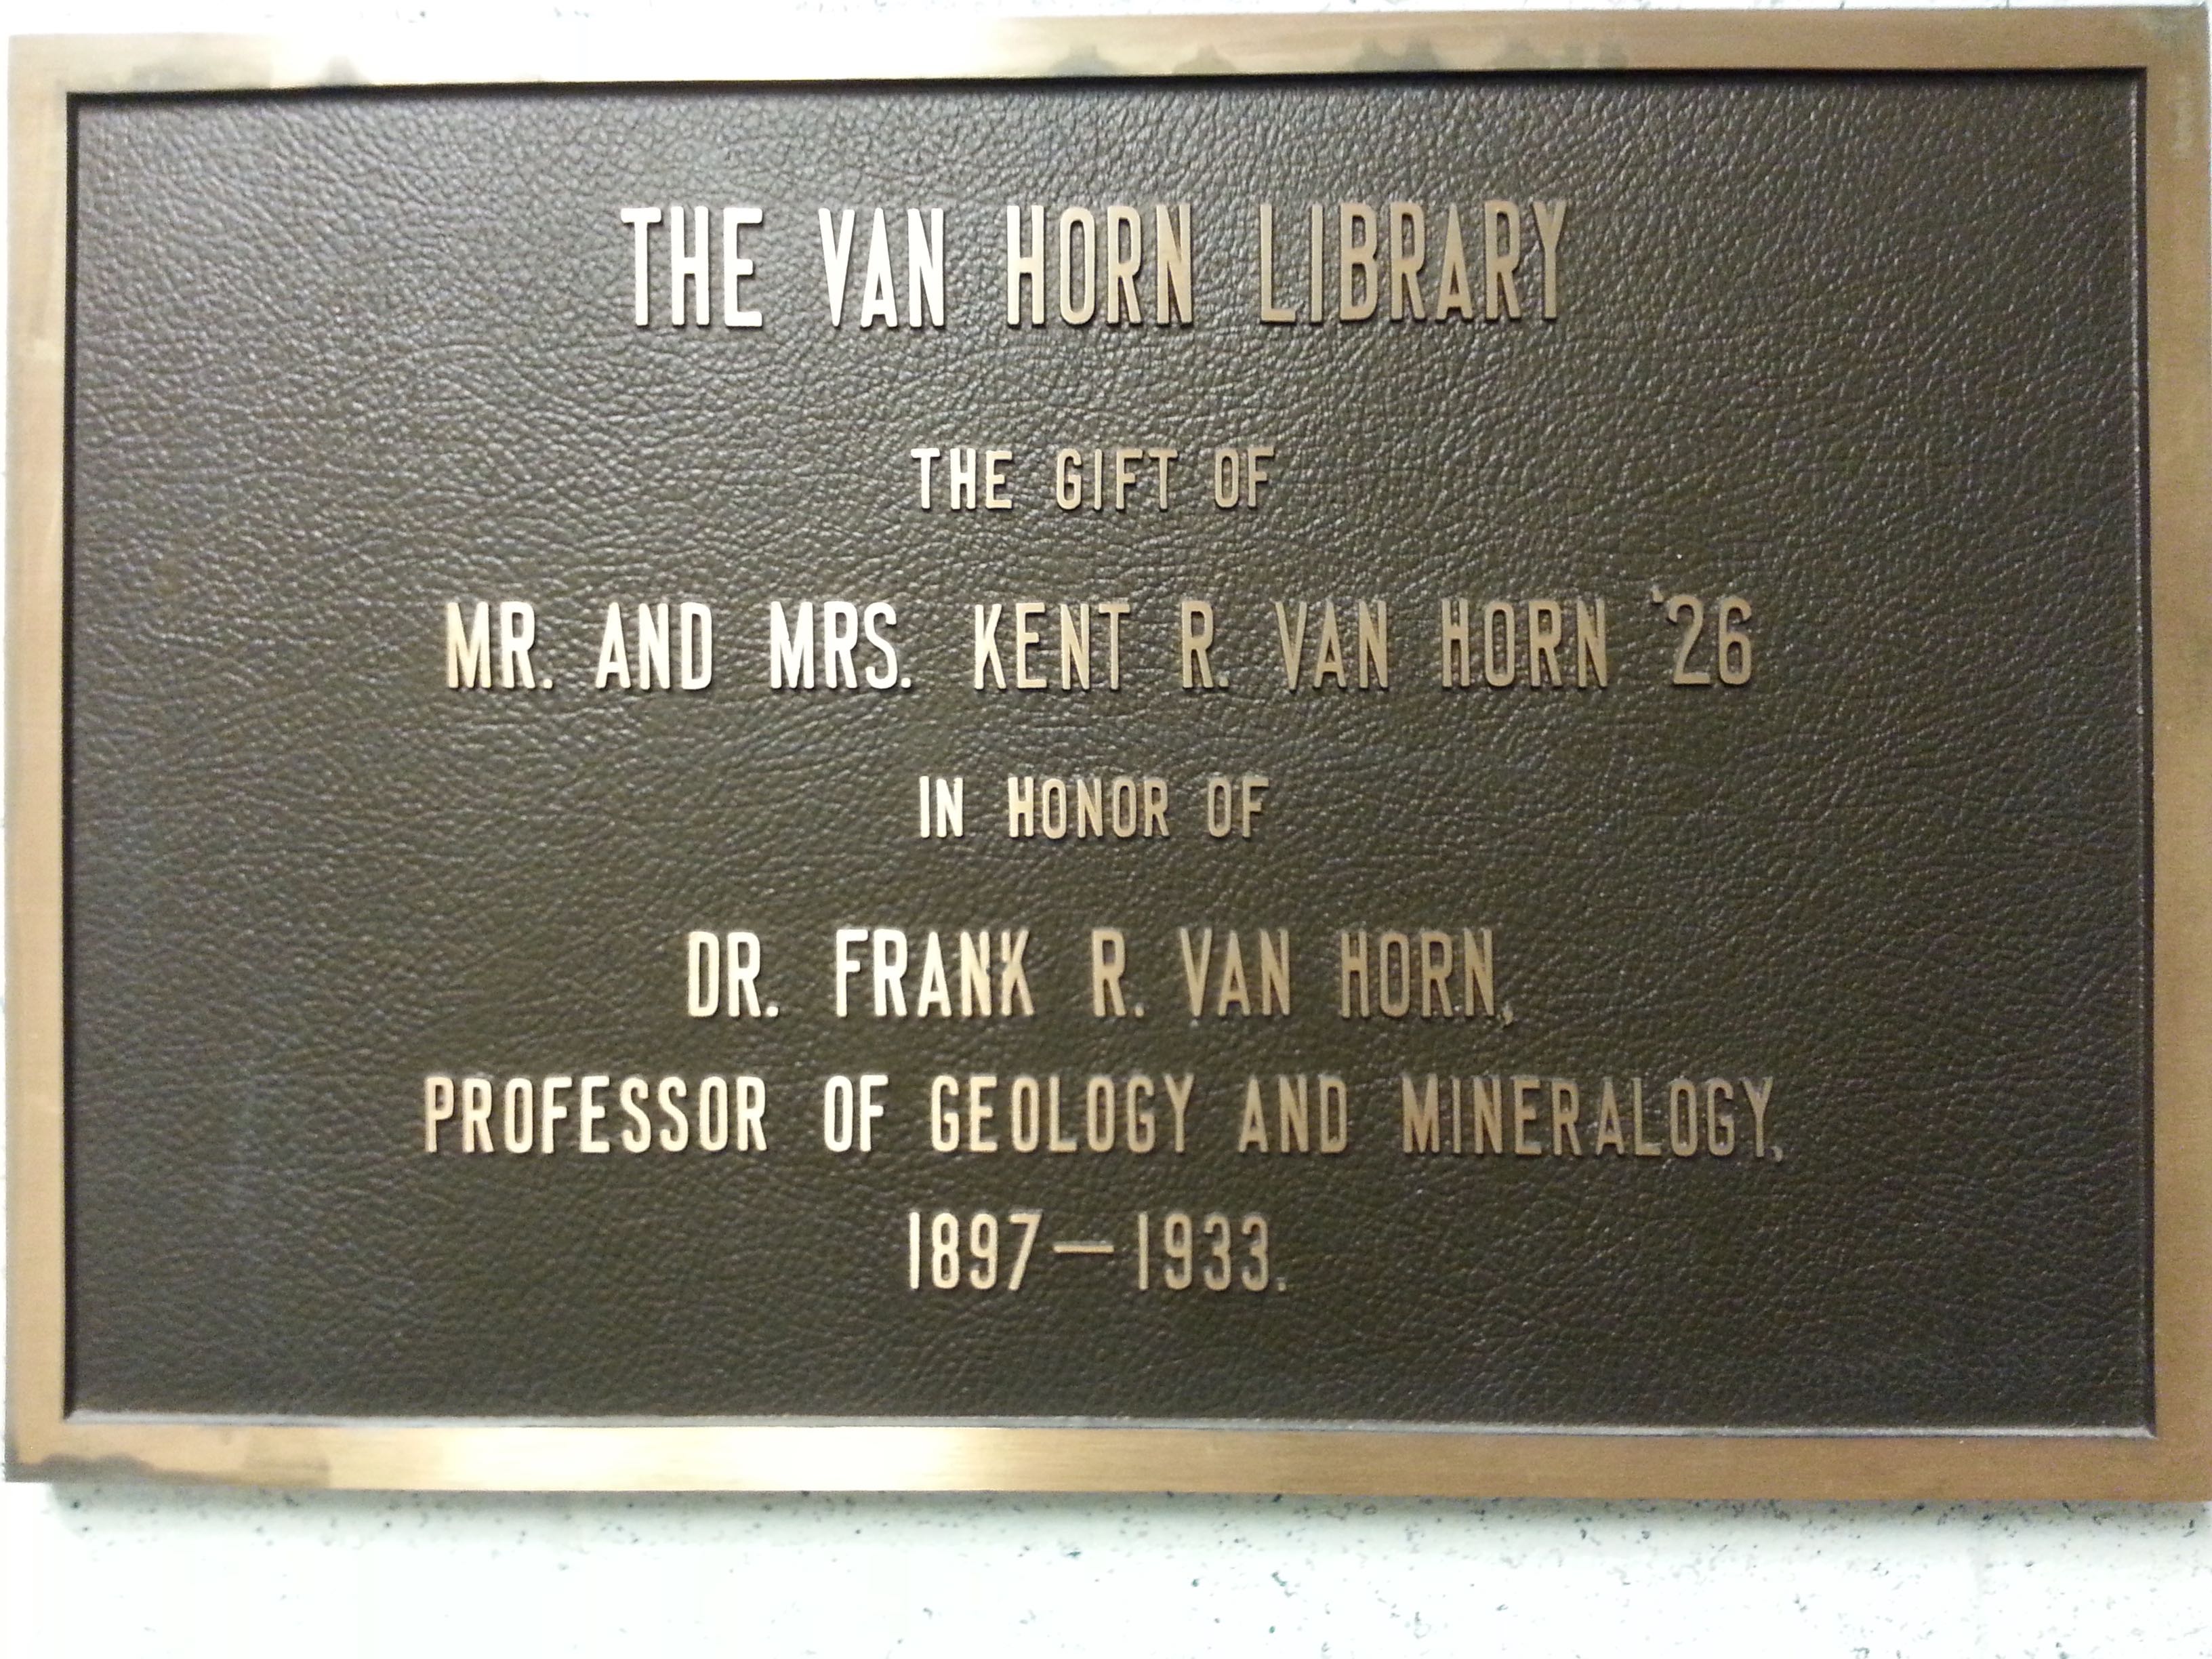 THE VAN HORN LIBRARY
THE GIFT OF
MR. AND MRS. KENT R. VAN HORN '26
IN HONOR OF
DR. FRANK R. VAN HORN,
PROFESSOR OF GEOLOGY AND MINERALOGY,
1897—1933.